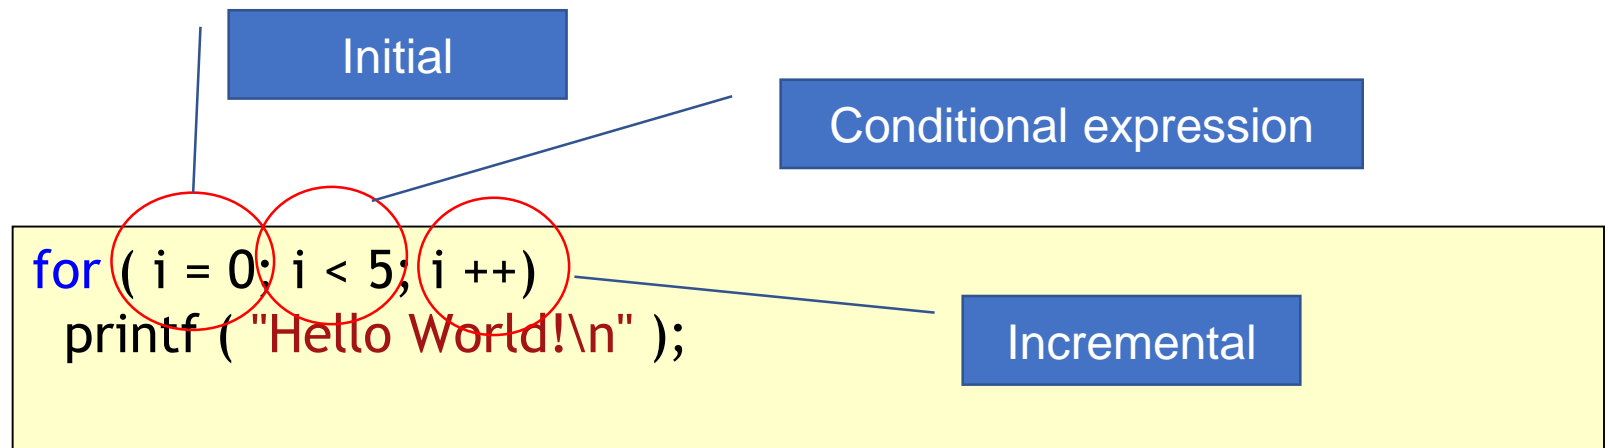 Initial
Conditional expression
for ( i = 0; i < 5; i ++)
printf ( "Hello World!\n" );
Incremental